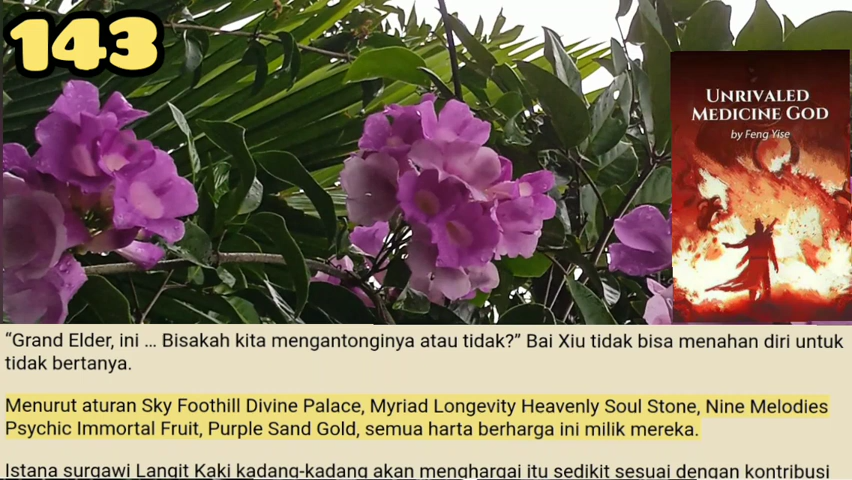 143
UNRIVALED
MEDICINE GOD
by Feng Yise
“Grand Elder, ini ... Bisakah kita mengantonginya atau tidak?” Bai Xiu tidak bisa menahan diri untuk
tidak bertanya.
Menurut aturan Sky Foothill Divine Palace, Myriad Longevity Heavenly Soul Stone, Nine Melodies
Psychic Immortal Fruit, Purple Sand Gold, semua harta berharga ini milik mereka.
Istana surgawi Langit Kaki kadang-kadang akan menghargai itu sedikit sesuai dengan kontribusi